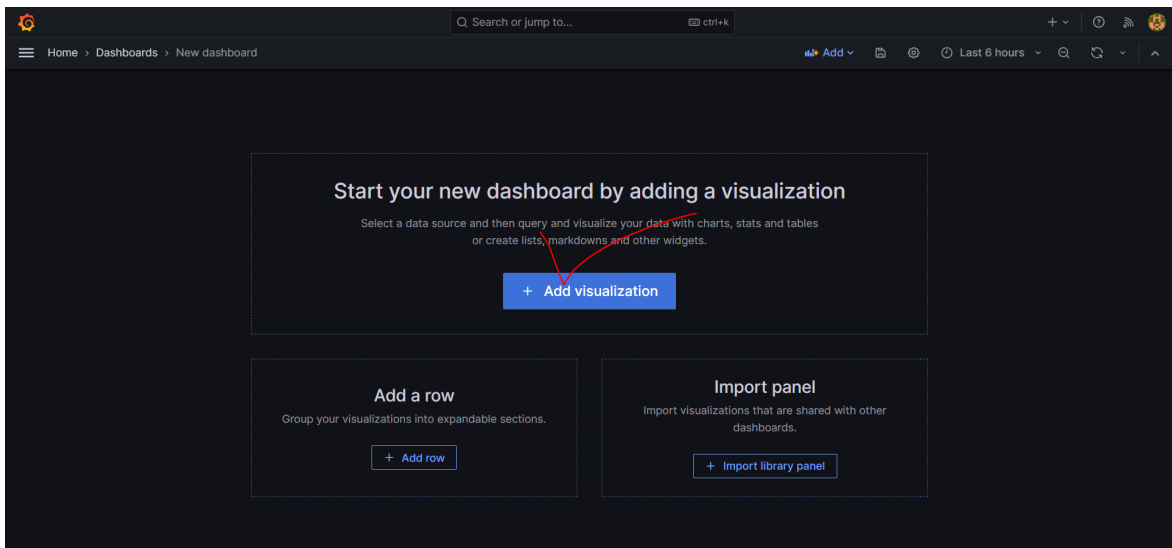 Search or jump to... ctrl+k
Home › Dashboards › New dashboard Add Last 6 hours
Start your new dashboard by adding a visualization
Select a data source and then query and visualize your data with charts, stats and tables
or create lists, markdowns and other widgets.
+ Add visualization
Add a row
Group your visualizations into expandable sections.
+ Add row
Import panel
Import visualizations that are shared with other
dashboards.
+ Import library panel